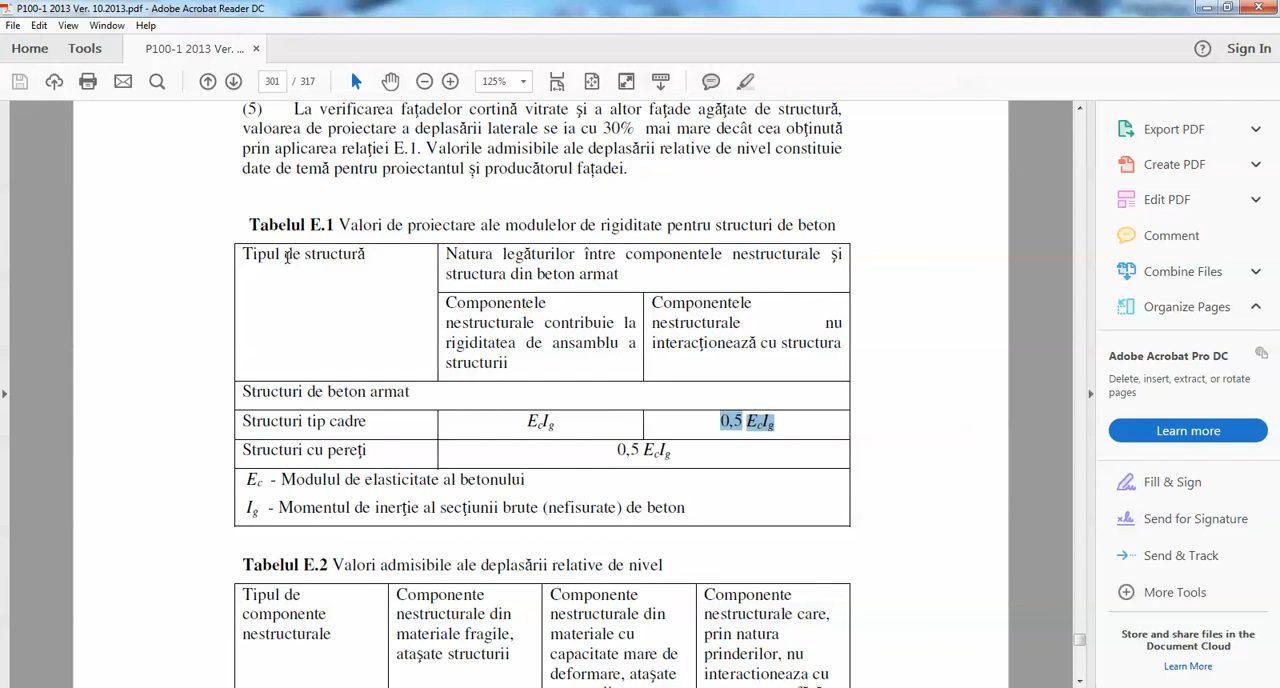 P100-1 2013 Ver. 10.2013.pdf - Adobe Acrobat Reader DC
File Edit View Window Help
Home Tools P100-1 2013 Ver. ... × Sign In
301 / 317 125%
(5) La verificarea fațadelor cortină vitrate și a altor fațade agățate de structură,
valoarea de proiectare a deplasării laterale se ia cu 30% mai mare decât cea obținută
prin aplicarea relației E.1. Valorile admisibile ale deplasării relative de nivel constituie
date de temă pentru proiectantul și producătorul fațadei.
Tabelul E.1 Valori de proiectare ale modulelor de rigiditate pentru structuri de beton
Tipul de structură
Natura legăturilor între componentele nestructurale și
structura din beton armat
Componentele
nestructurale contribuie la
rigiditatea de ansamblu a
structurii
Componentele
nestructurale nu
interacționează cu structura
Structuri de beton armat
Structuri tip cadre EcIg 0,5 EcIg
Structuri cu pereți 0,5 EcIg
Ec - Modulul de elasticitate al betonului
Ig - Momentul de inerție al secțiunii brute (nefisurate) de beton
Tabelul E.2 Valori admisibile ale deplasării relative de nivel
Tipul de
componente
nestructurale
Componente
nestructurale din
materiale fragile,
atașate structurii
Componente
nestructurale din
materiale cu
capacitate mare de
deformare, atașate
Componente
nestructurale care,
prin natura
prinderilor, nu
interactioneaza cu
Export PDF
Create PDF
Edit PDF
Comment
Combine Files
Organize Pages
Adobe Acrobat Pro DC
Delete, insert, extract, or rotate
pages
Learn more
Fill & Sign
Send for Signature
Send & Track
More Tools
Store and share files in the
Document Cloud
Learn More